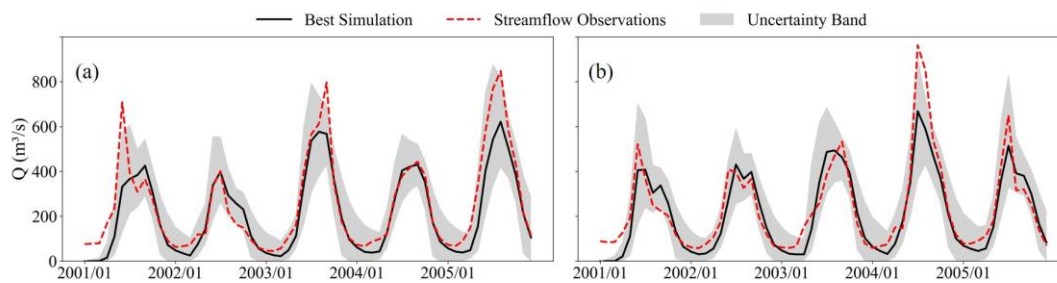 Best Simulation Streamflow Observations Uncertainty Band
(a) (b)
Q (m³/s)
800
600
400
200
0
2001/01 2002/01 2003/01 2004/01 2005/01
2001/01 2002/01 2003/01 2004/01 2005/01